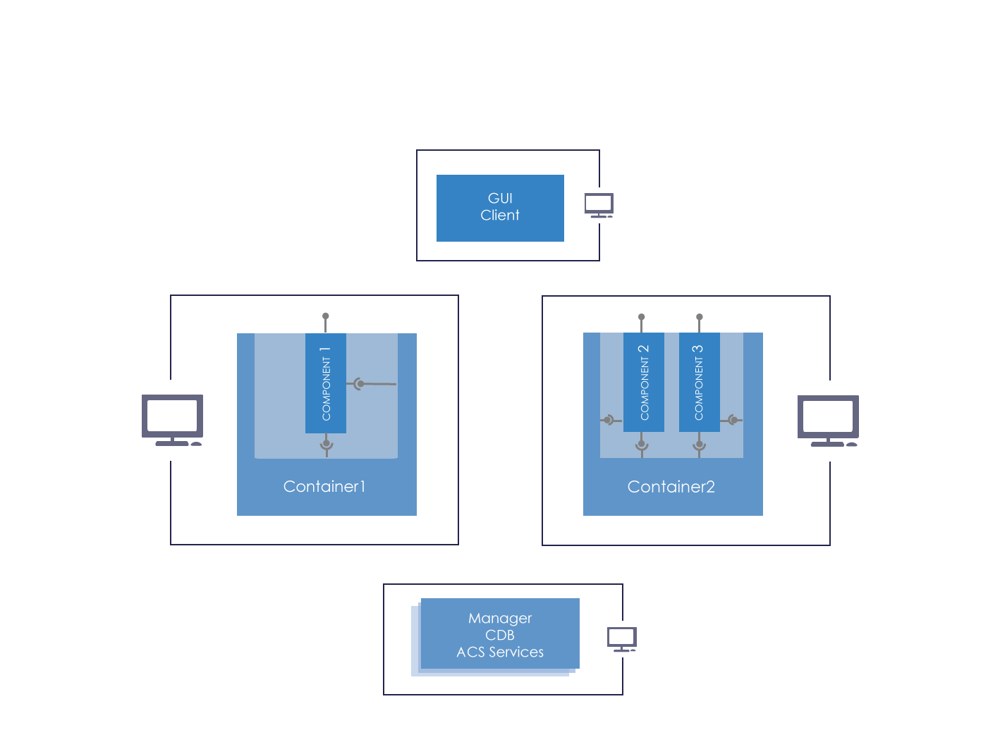 GUI
Client
COMPONENT 1
Container1
COMPONENT 2
COMPONENT 3
Container2
Manager
CDB
ACS Services